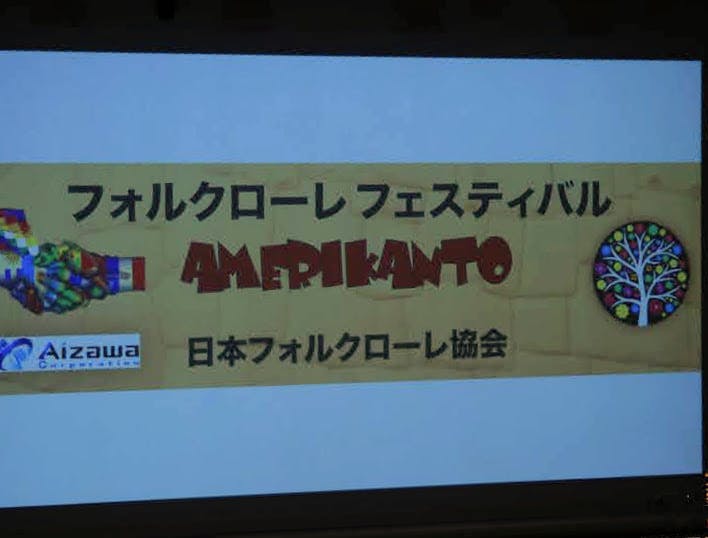 フォルクローレ フェスティバル
AMERIKANTO
日本フォルクローレ協会
Aizawa
Corporation